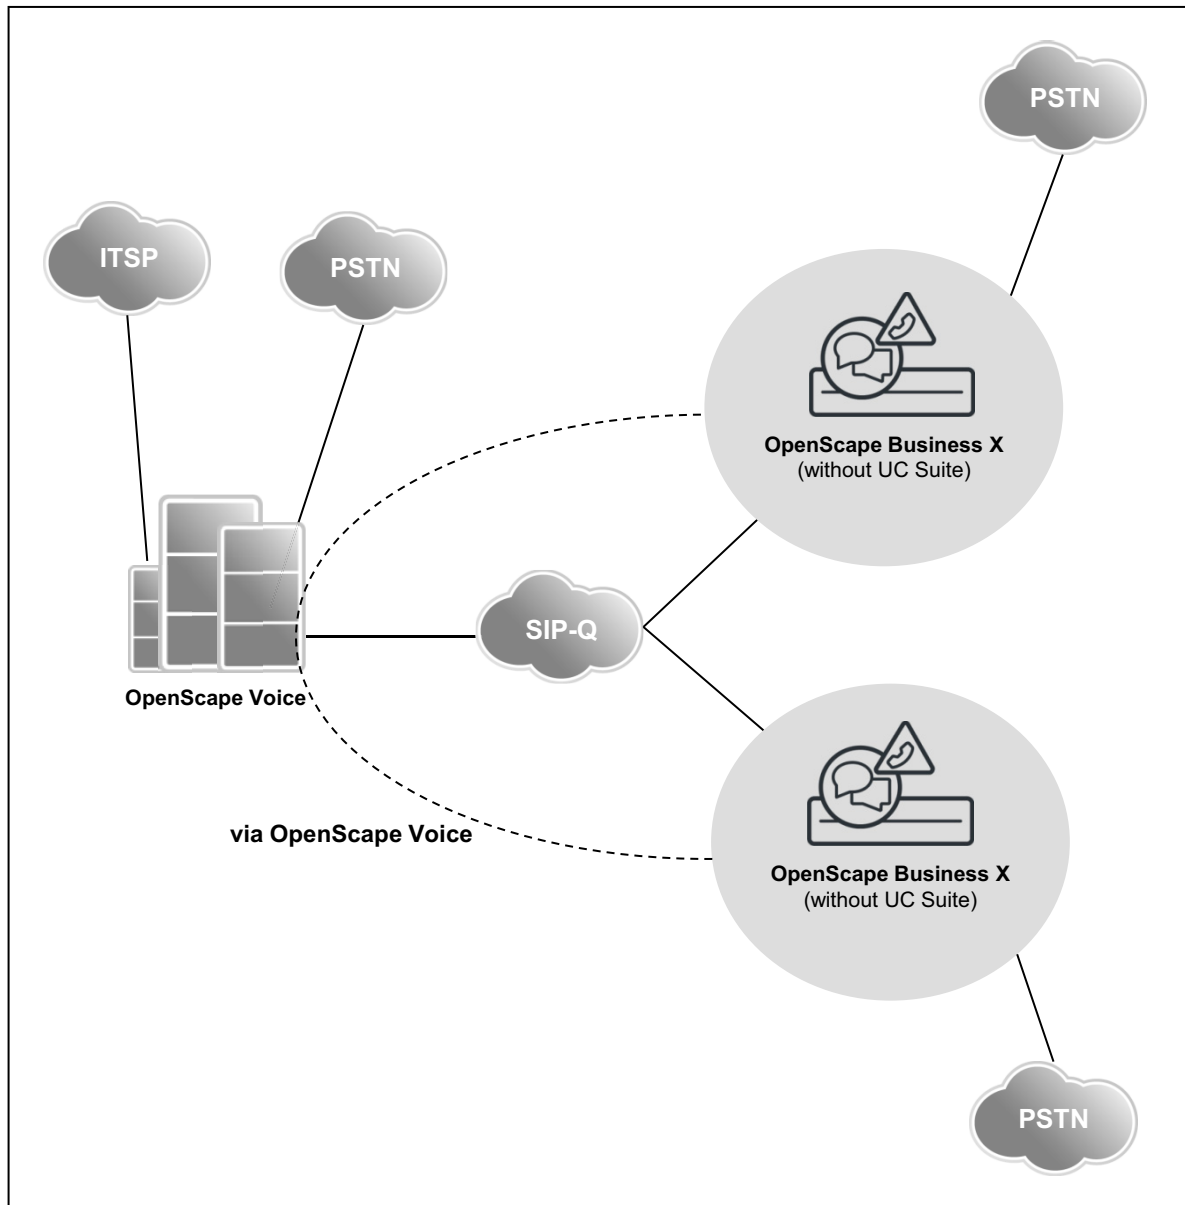 PSTN
ITSP
PSTN
OpenScape Business X
(without UC Suite)
SIP-Q
OpenScape Voice
via OpenScape Voice
OpenScape Business X
(without UC Suite)
PSTN